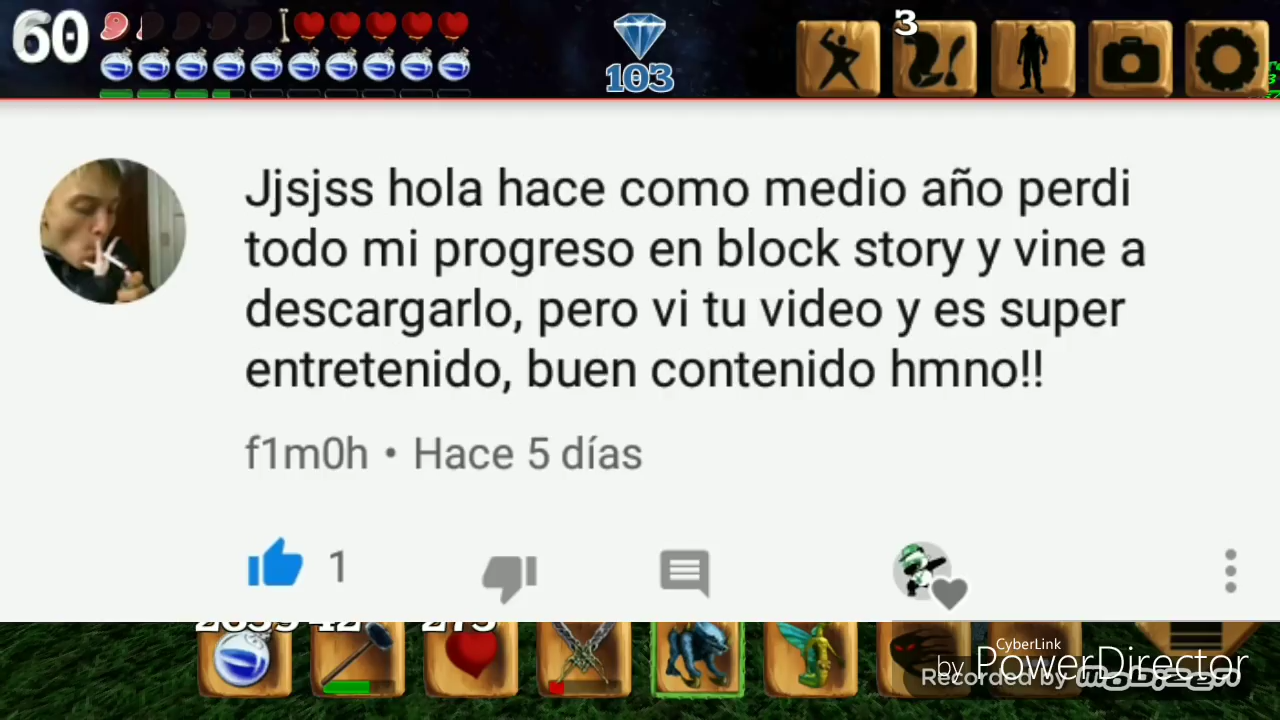 60
103
3
Jjsjss hola hace como medio año perdi
todo mi progreso en block story y vine a
descargarlo, pero vi tu video y es super
entretenido, buen contenido hmno!!
f1m0h • Hace 5 días
1
CyberLink
by PowerDirector
Recorded by